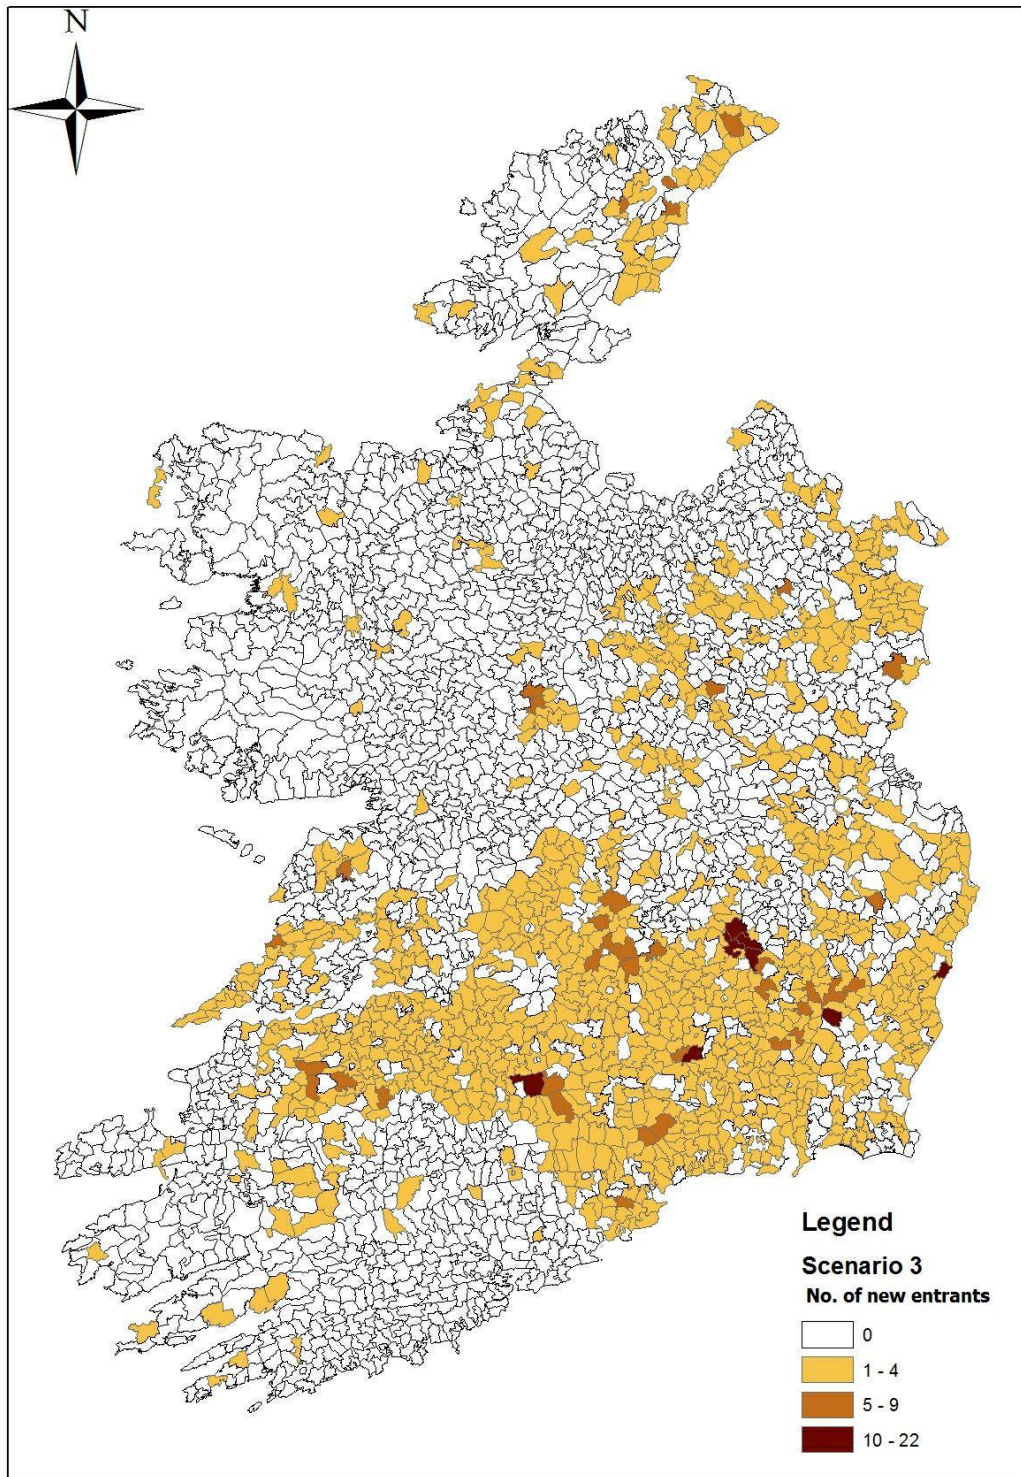 N
Legend
Scenario 3
No. of new entrants
0
1 - 4
5 - 9
10 - 22